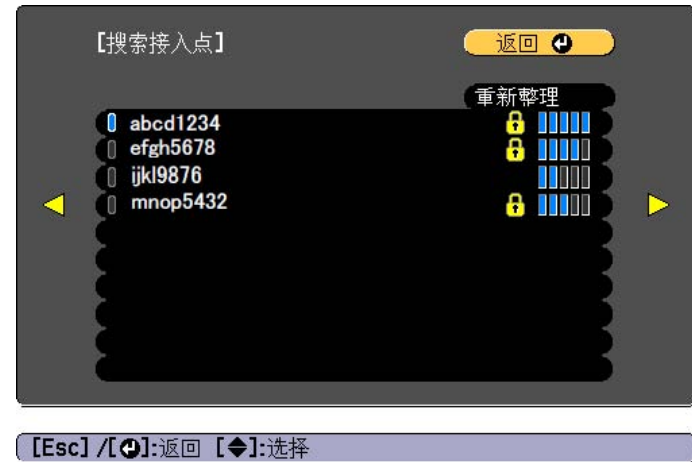 【搜索接入点】
返回
重新整理
abcd1234
efgh5678
ijkl9876
mnop5432
[Esc] /[]:返回 []:选择